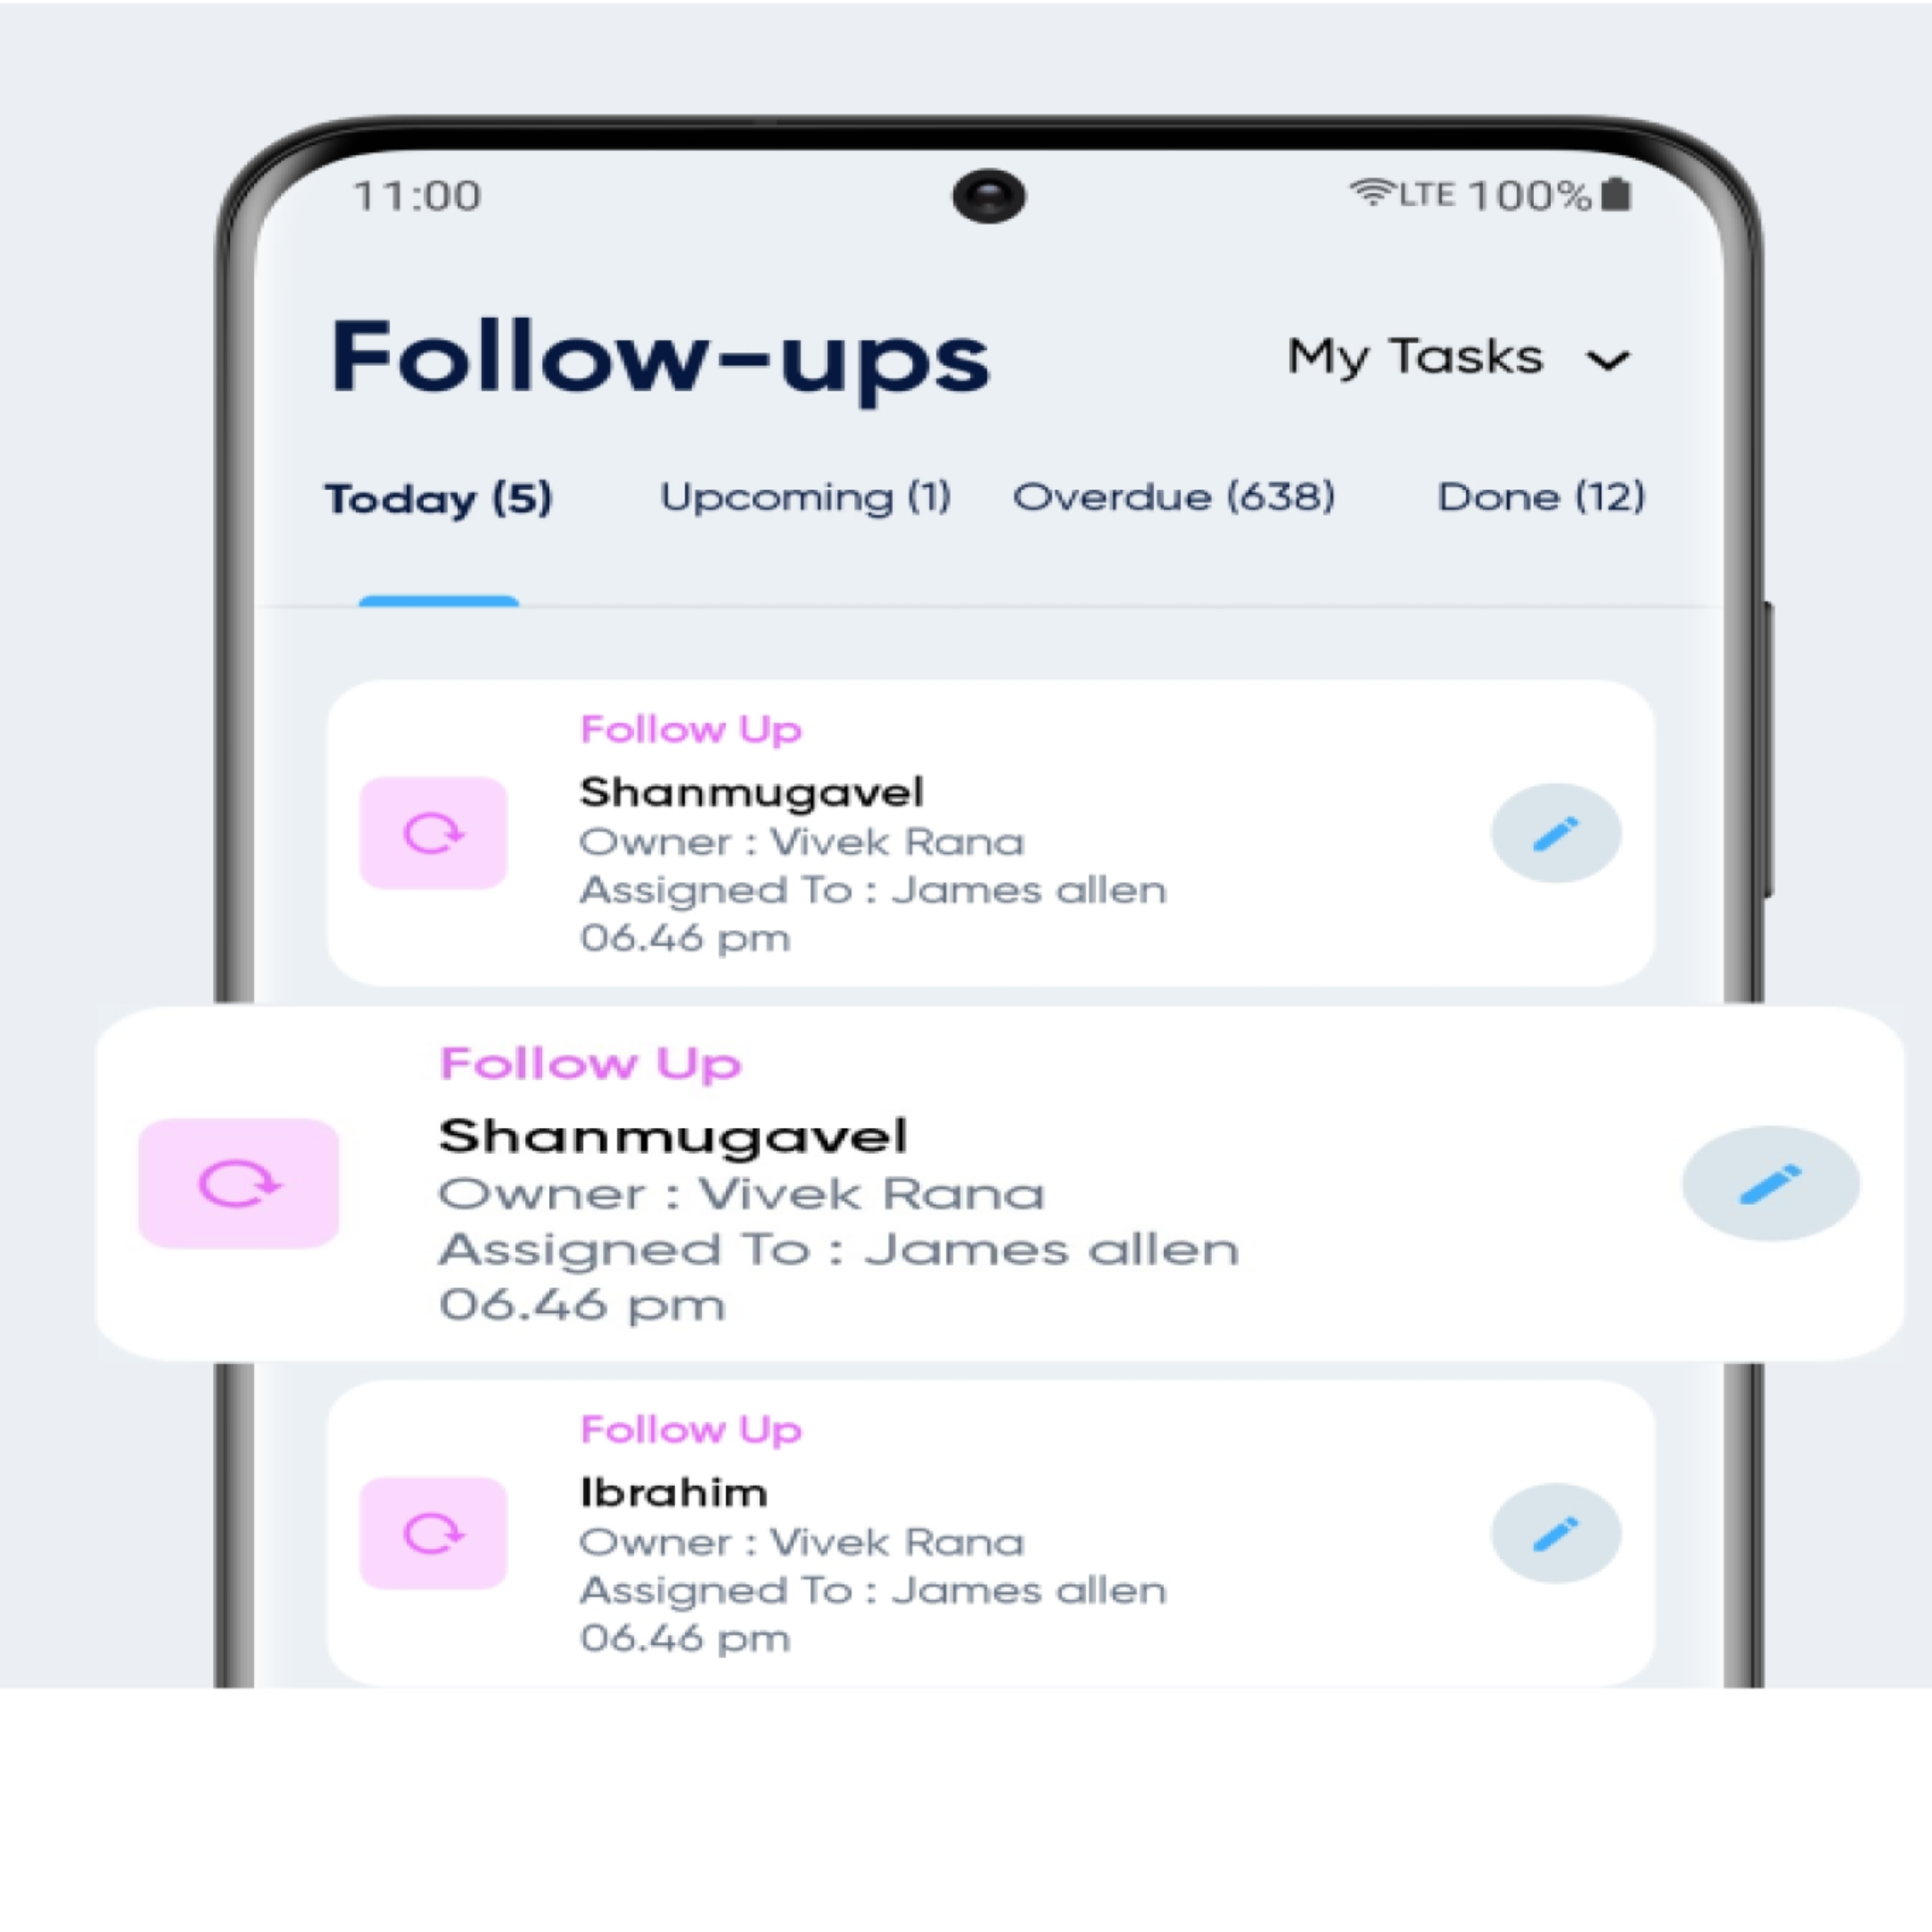 11:00 LTE 100%
Follow-ups My Tasks
Today (5) Upcoming (1) Overdue (638) Done (12)
Follow Up
Shanmugavel
Owner : Vivek Rana
Assigned To : James allen
06.46 pm
Follow Up
Shanmugavel
Owner : Vivek Rana
Assigned To : James allen
06.46 pm
Follow Up
Ibrahim
Owner : Vivek Rana
Assigned To : James allen
06.46 pm